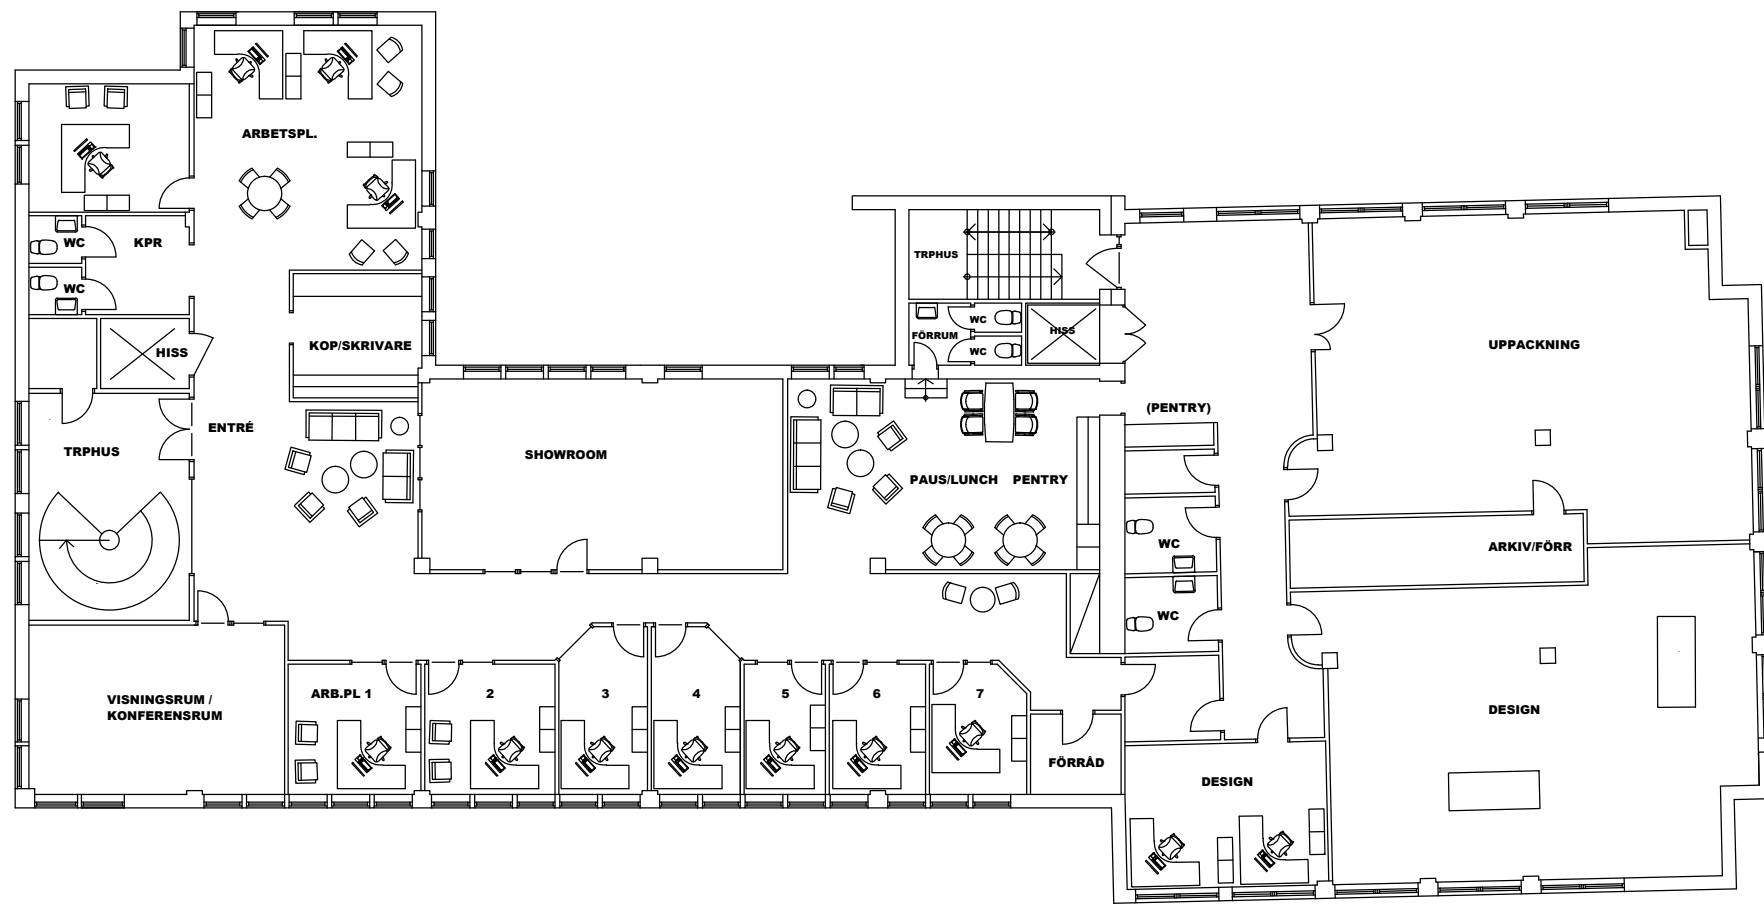 ARBETSPL.
WC
KPR
WC
HISS
KOP/SKRIVARE
ENTRÉ
TRPHUS
SHOWROOM
VISNINGSRUM /
KONFERENSRUM
ARB.PL 1
2
3
4
5
6
7
FÖRRÅD
TRPHUS
FÖRRUM
WC
WC
HISS
PAUS/LUNCH
PENTRY
(PENTRY)
WC
WC
UPPACKNING
ARKIV/FÖRR
DESIGN
DESIGN